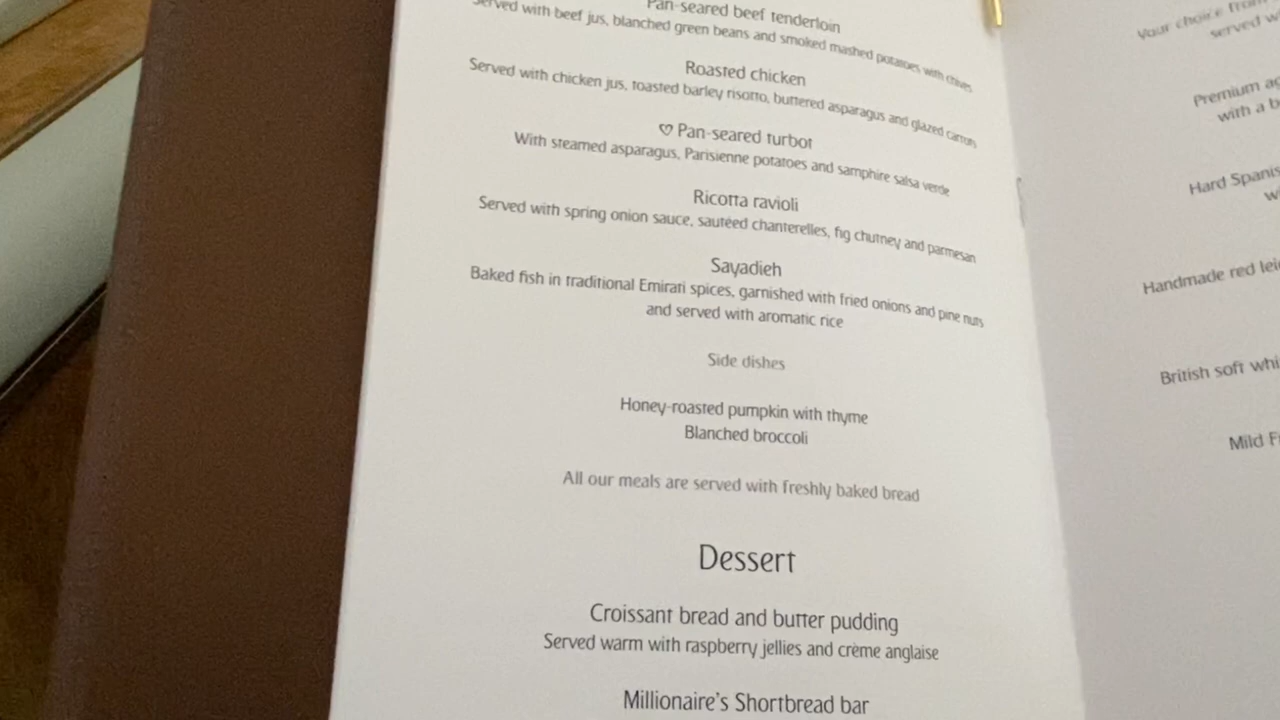 Pan-seared beef tenderloin
Served with beef jus, blanched green beans and smoked mashed potatoes with chives
Roasted chicken
Served with chicken jus, toasted barley risotto, buttered asparagus and glazed carrots
♡ Pan-seared turbot
With steamed asparagus, Parisienne potatoes and samphire salsa verde
Ricotta ravioli
Served with spring onion sauce, sautéed chanterelles, fig chutney and parmesan
Sayadieh
Baked fish in traditional Emirati spices, garnished with fried onions and pine nuts
and served with aromatic rice
Side dishes
Honey-roasted pumpkin with thyme
Blanched broccoli
All our meals are served with freshly baked bread
Dessert
Croissant bread and butter pudding
Served warm with raspberry jellies and crème anglaise
Millionaire's Shortbread bar
Your choice from
served
Premium
with a
Hard
Handmade red
British soft
Mild